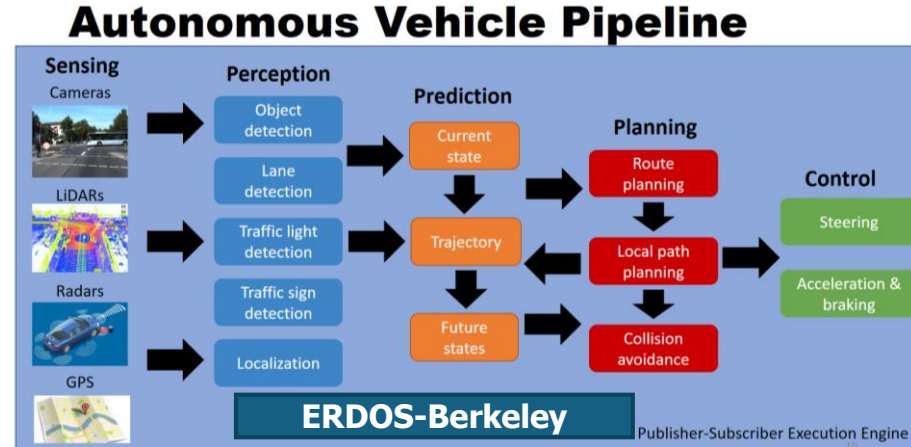 Autonomous Vehicle Pipeline
Sensing
Cameras
LiDARs
Radars
GPS
Perception
Object
detection
Lane
detection
Traffic light
detection
Traffic sign
detection
Localization
Prediction
Current
state
Trajectory
Future
states
Planning
Route
planning
Local path
planning
Collision
avoidance
Control
Steering
Acceleration &
braking
ERDOS-Berkeley
Publisher-Subscriber Execution Engine